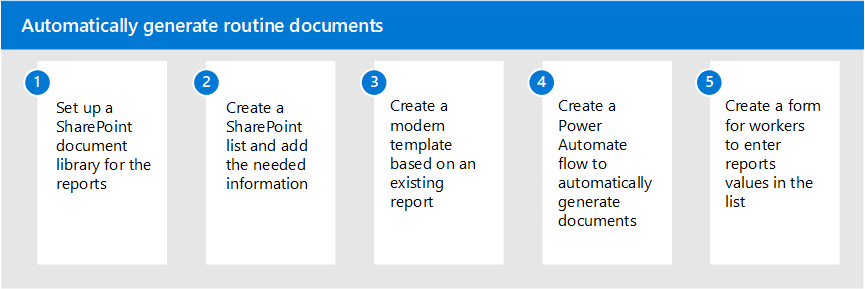 Automatically generate routine documents
1
Set up a
SharePoint
document
library for the
reports
2
Create a
SharePoint
list and add
the needed
information
3
Create a
modern
template
based on an
existing
report
4
Create a
Power
Automate
flow to
automatically
generate
documents
5
Create a form
for workers
to enter
reports
values in the
list